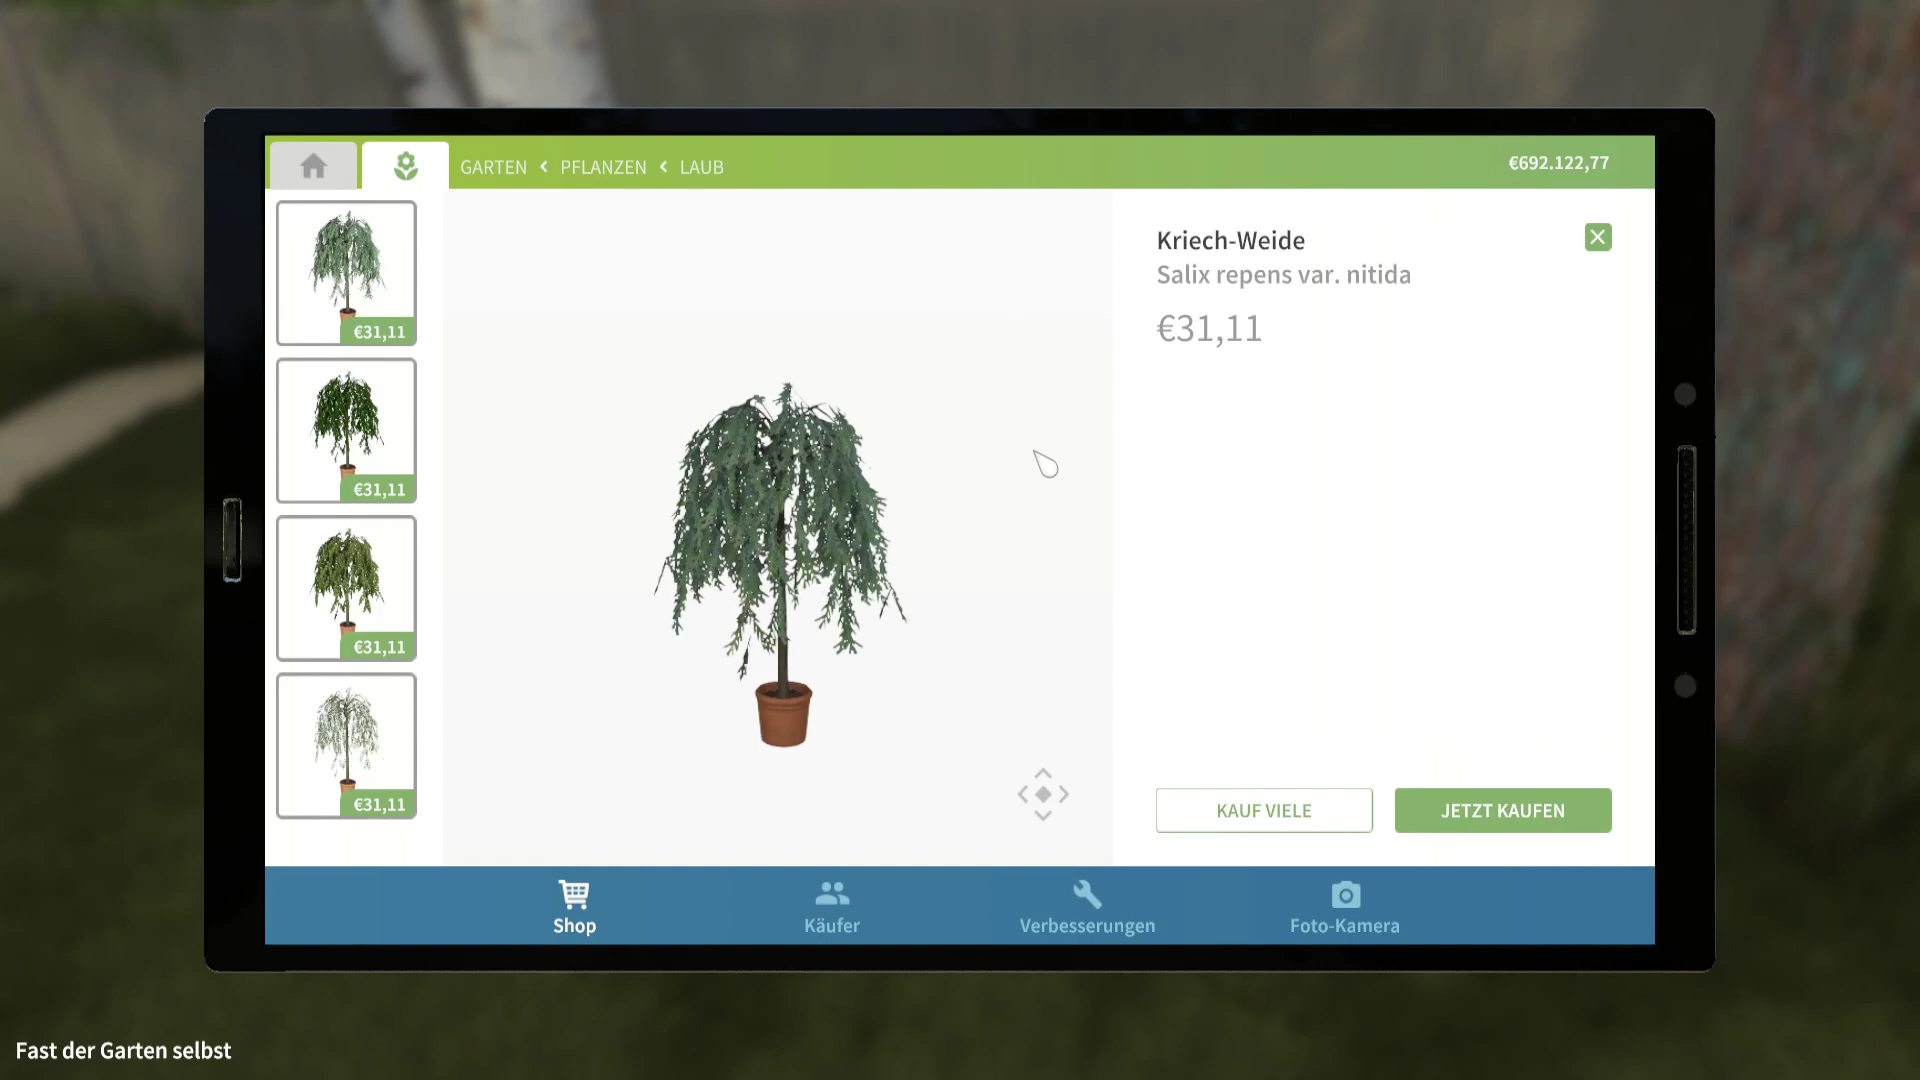 GARTEN < PFLANZEN < LAUB
€692.122,77
€31,11
€31,11
€31,11
€31,11
Kriech-Weide
Salix repens var. nitida
€31,11
KAUF VIELE
JETZT KAUFEN
Shop
Käufer
Verbesserungen
Foto-Kamera
Fast der Garten selbst